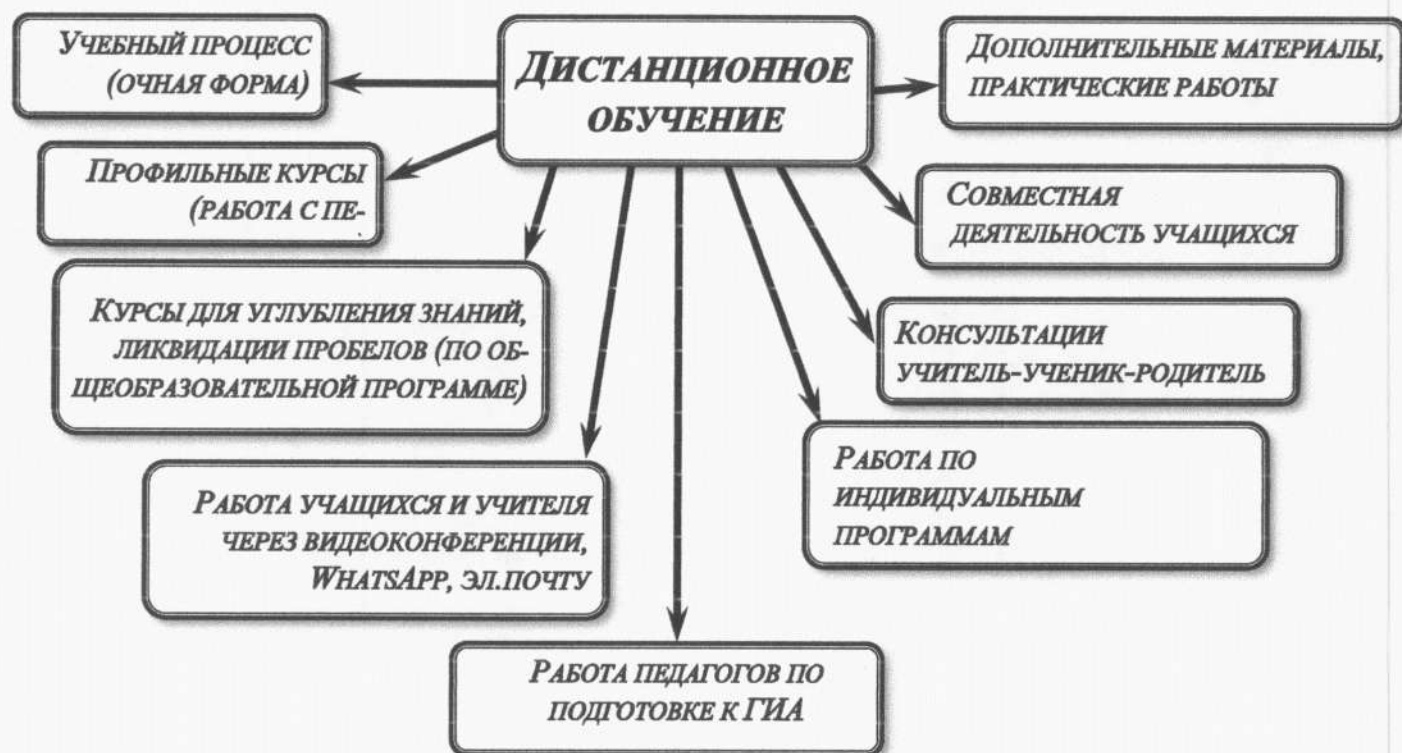 Дистанционное
обучение
Учебный процесс
(очная форма)
Дополнительные материалы,
практические работы
Профильные курсы
(работа с пе-
Совместная
деятельность учащихся
Курсы для углубления знаний,
ликвидации пробелов (по об-
щеобразовательной программе)
Консультации
учитель-ученик-родитель
Работа учащихся и учителя
через видеоконференции,
WhatsApp, эл.почту
Работа по
индивидуальным
программам
Работа педагогов по
подготовке к ГИА